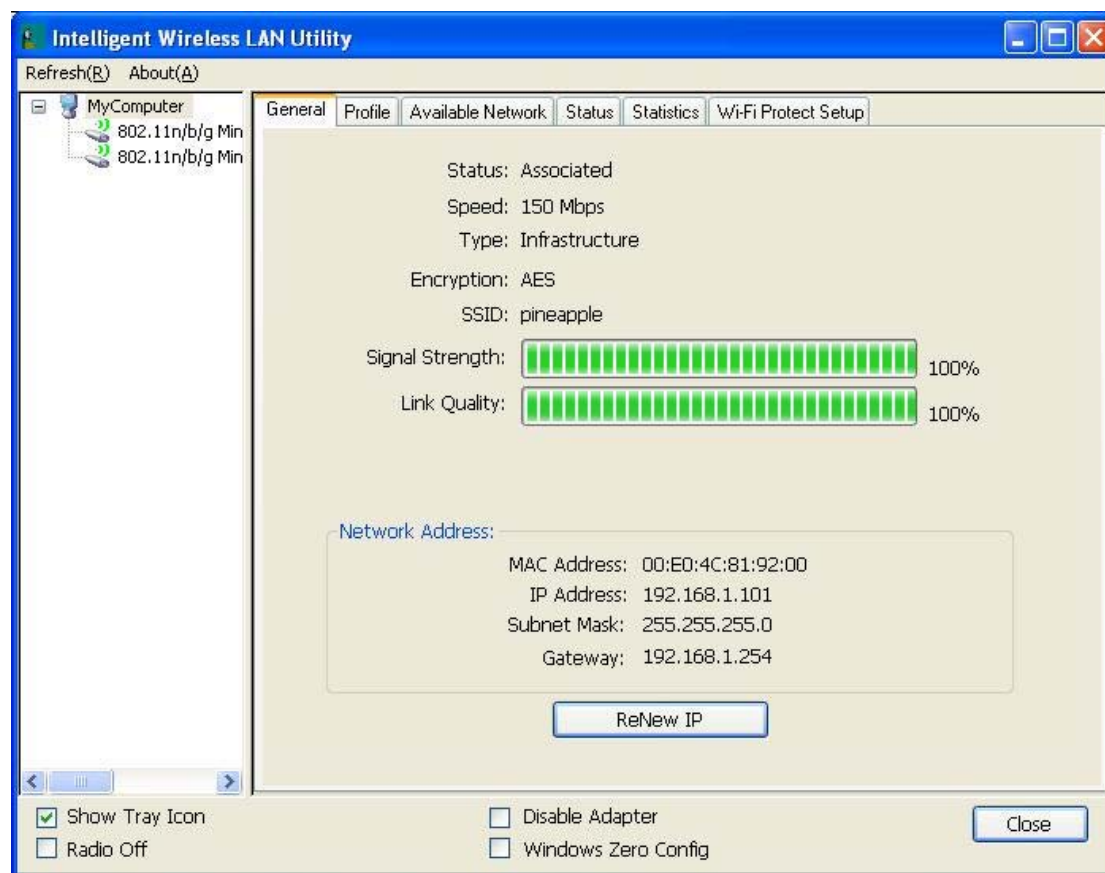 Intelligent Wireless LAN Utility
Refresh(R) About(A)
MyComputer
802.11n/b/g Min
802.11n/b/g Min
General Profile Available Network Status Statistics Wi-Fi Protect Setup
Status: Associated
Speed: 150 Mbps
Type: Infrastructure
Encryption: AES
SSID: pineapple
Signal Strength: 100%
Link Quality: 100%
Network Address:
MAC Address: 00:E0:4C:81:92:00
IP Address: 192.168.1.101
Subnet Mask: 255.255.255.0
Gateway: 192.168.1.254
ReNew IP
Show Tray Icon Disable Adapter Close
Radio Off Windows Zero Config